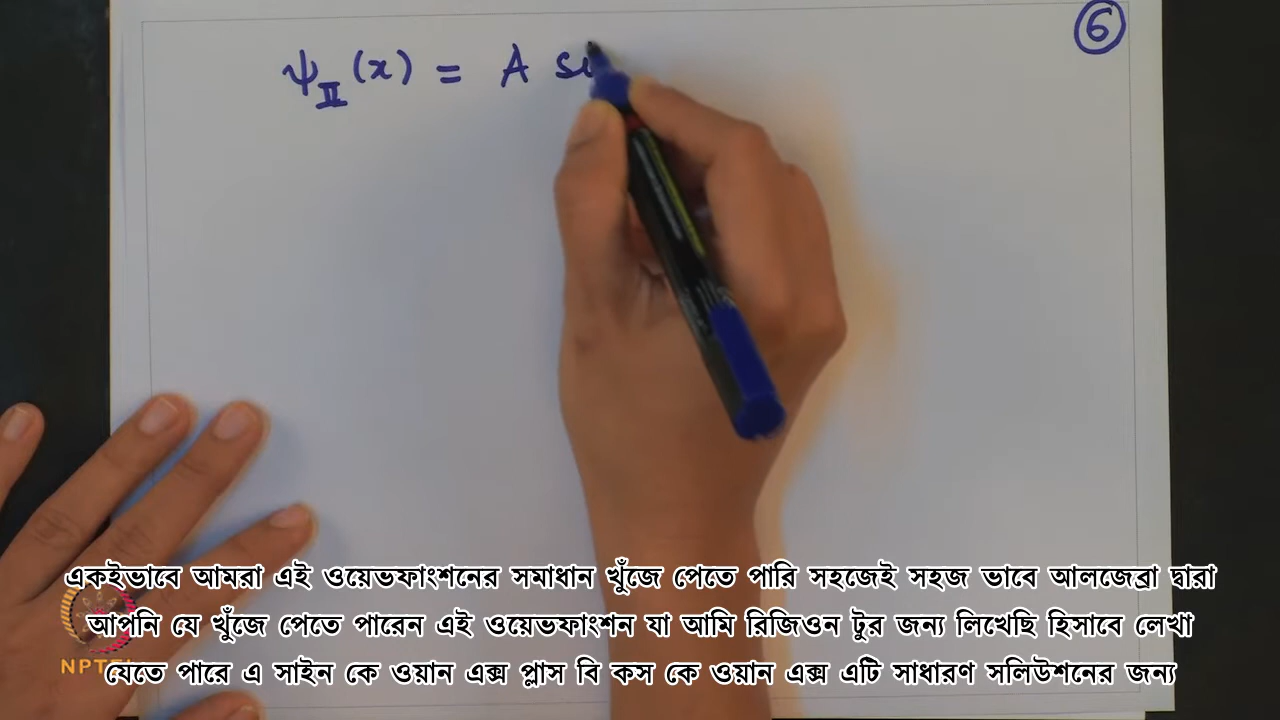 6
ψ_II (x) = A si
একইভাবে আমরা এই ওয়েভফাংশনের সমাধান খুঁজে পেতে পারি সহজেই সহজ ভাবে আলজেব্রা দ্বারা
আপনি যে খুঁজে পেতে পারেন এই ওয়েভফাংশন যা আমি রিজিওন টুর জন্য লিখেছি হিসাবে লেখা
যেতে পারে এ সাইন কে ওয়ান এক্স প্লাস বি কস কে ওয়ান এক্স এটি সাধারণ সলিউশনের জন্য
NPTEL